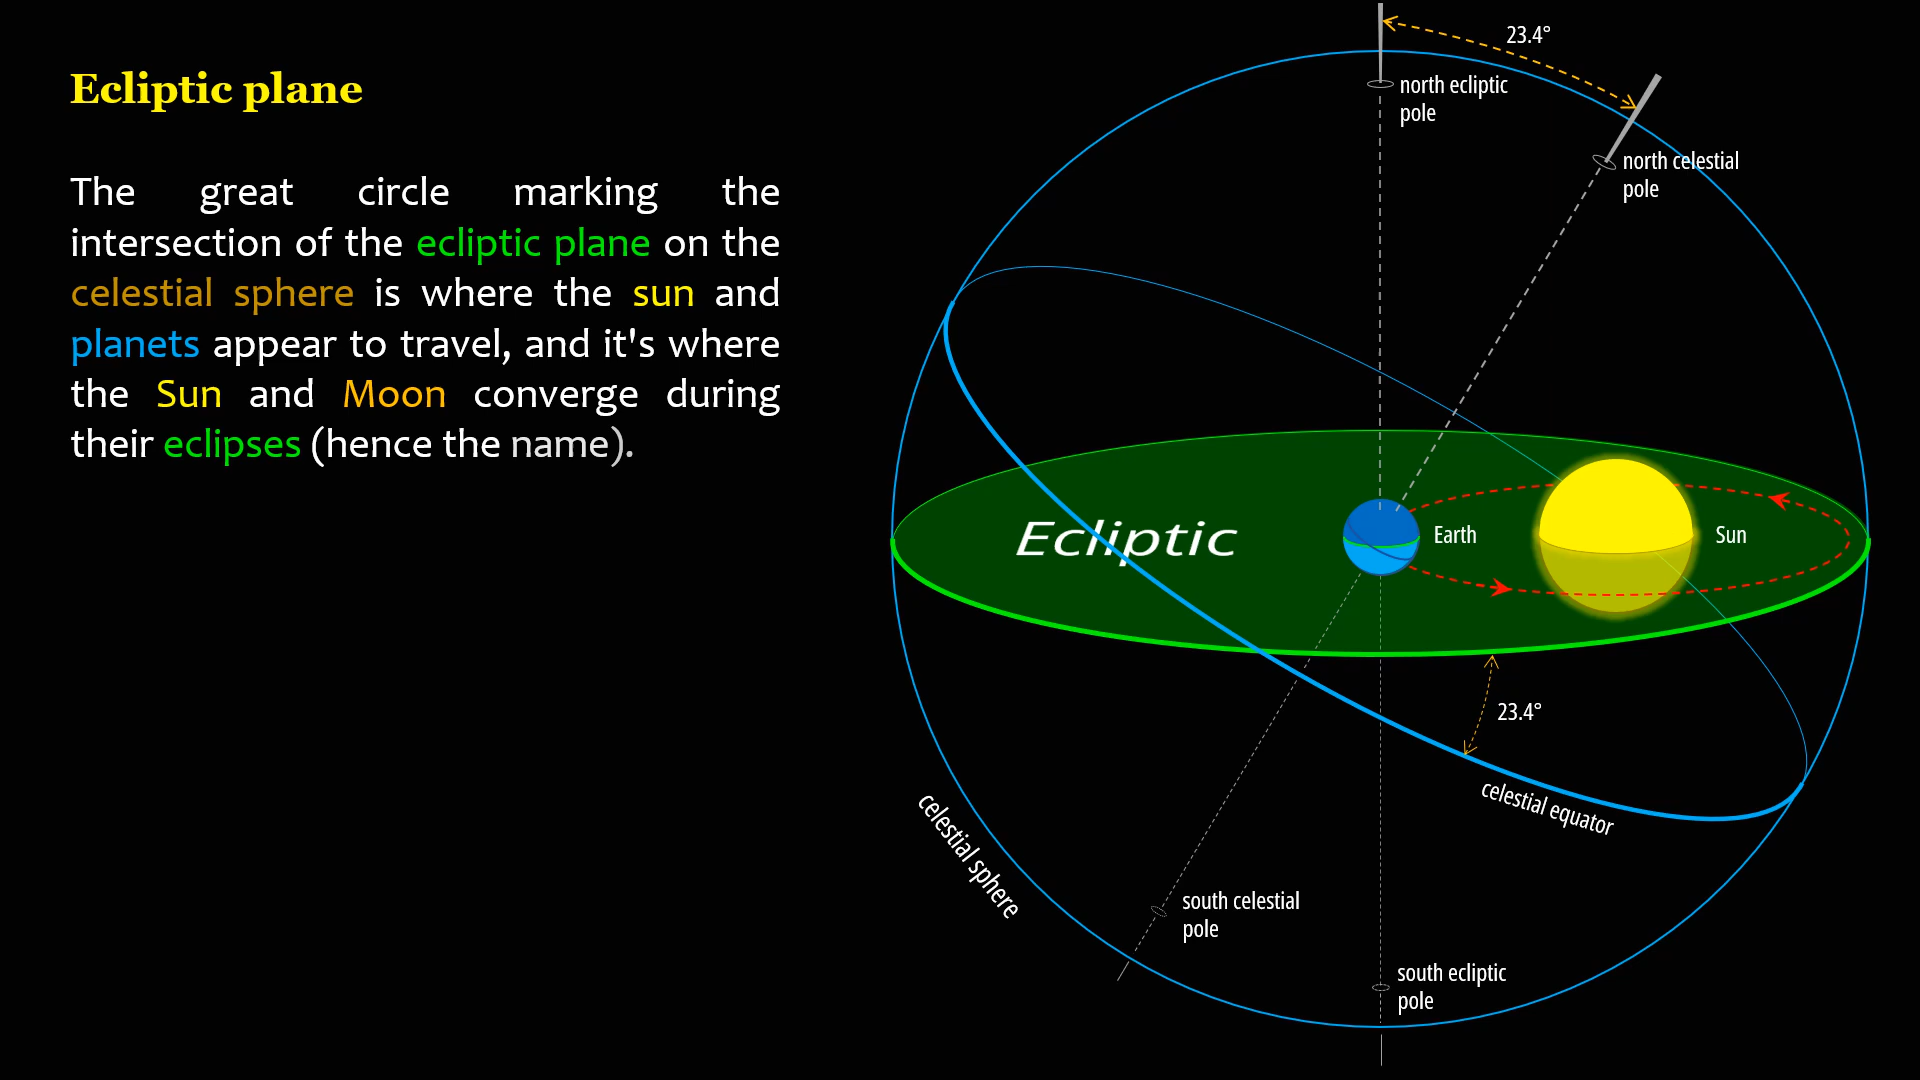 Ecliptic plane
The great circle marking the
intersection of the ecliptic plane on the
celestial sphere is where the sun and
planets appear to travel, and it's where
the Sun and Moon converge during
their eclipses (hence the name).
23.4°
north ecliptic
pole
north celestial
pole
Ecliptic
Earth
Sun
23.4°
celestial equator
celestial sphere
south celestial
pole
south ecliptic
pole